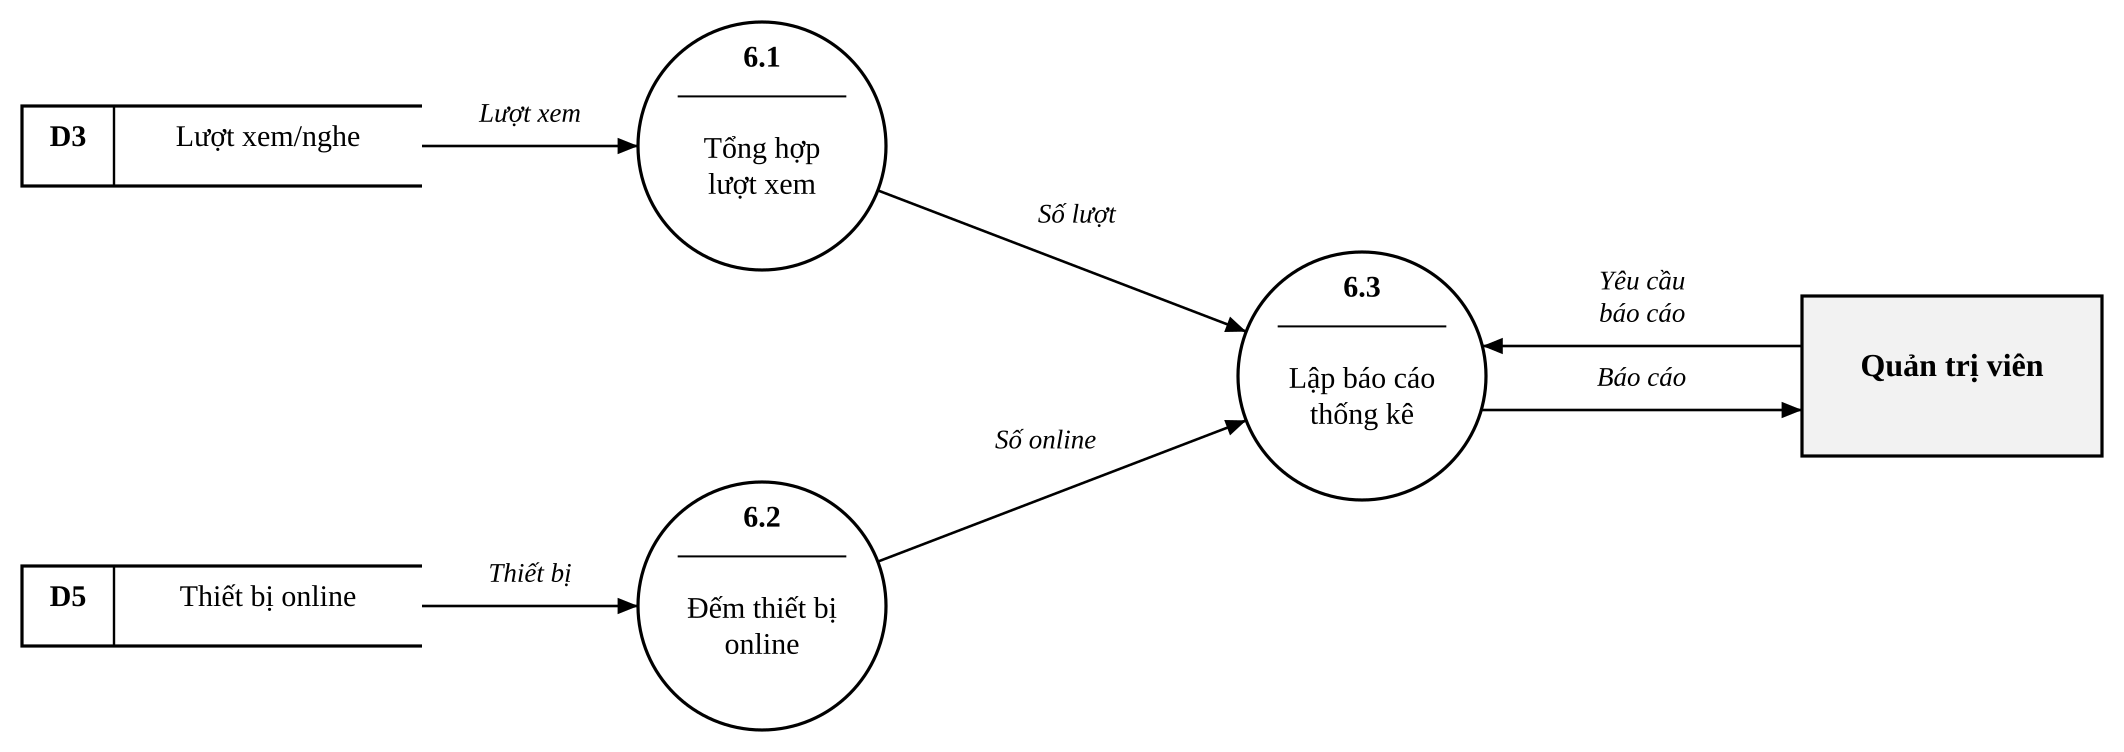 6.1
D3
Lượt xem/nghe
Lượt xem
Tổng hợp
lượt xem
Số lượt
6.3
Lập báo cáo
thống kê
Yêu cầu
báo cáo
Báo cáo
Quản trị viên
Số online
6.2
D5
Thiết bị online
Thiết bị
Đếm thiết bị
online